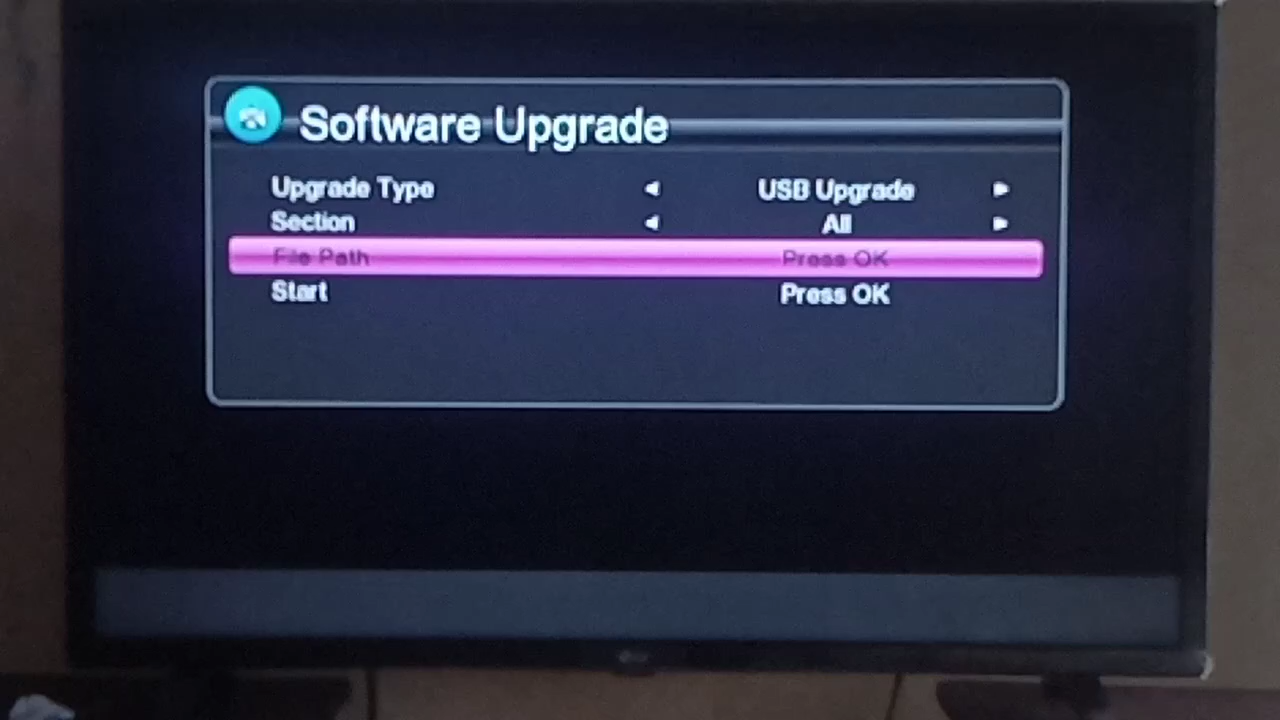 Software Upgrade
Upgrade Type USB Upgrade
Section All
File Path Press OK
Start Press OK